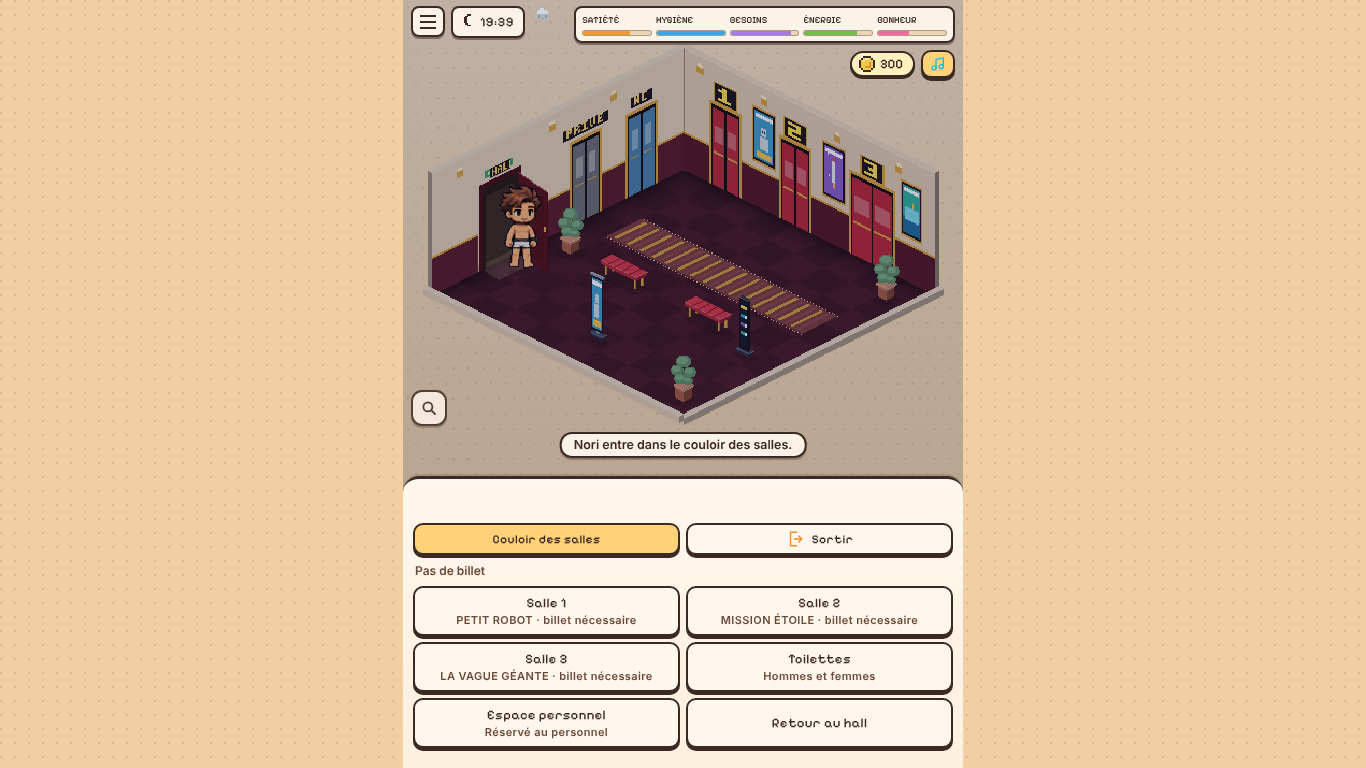 19:39
SATIÉTÉ HYGIÈNE BESOINS ÉNERGIE BONHEUR
300
WC
PRIVE
HALL
1
2
3
Nori entre dans le couloir des salles.
Couloir des salles
Sortir
Pas de billet
Salle 1
PETIT ROBOT · billet nécessaire
Salle 2
MISSION ÉTOILE · billet nécessaire
Salle 3
LA VAGUE GÉANTE · billet nécessaire
Toilettes
Hommes et femmes
Espace personnel
Réservé au personnel
Retour au hall